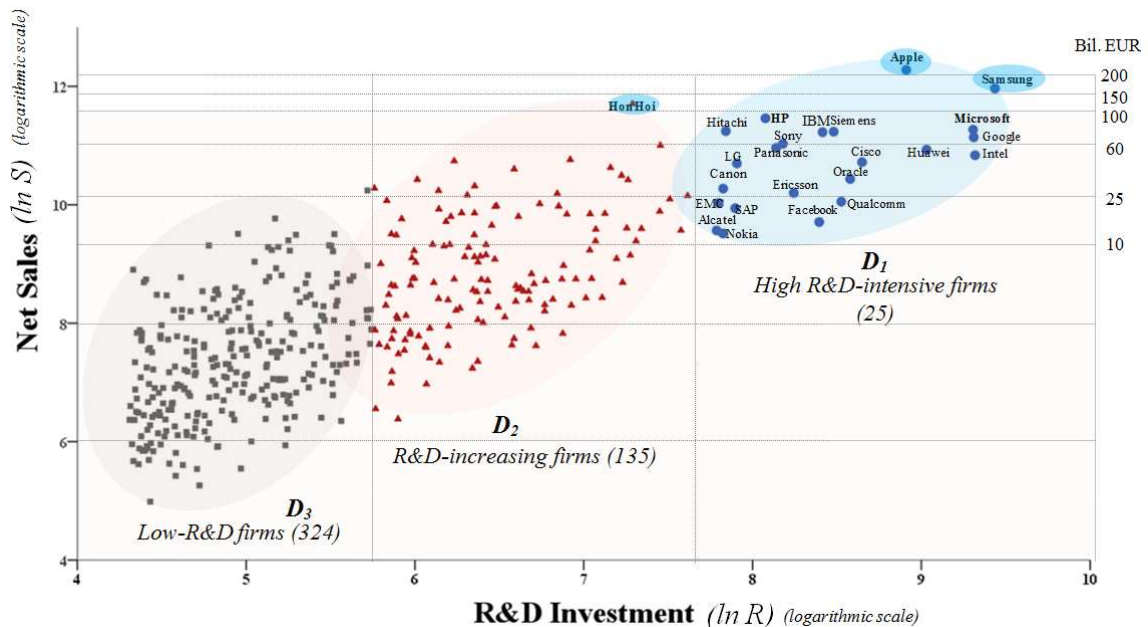 Net Sales (ln S) (logarithmic scale)
Bil. EUR
12
10
8
6
4
200
150
100
60
25
10
Apple
Samsung
Hon Hoi
Hitachi
HP
IBM
Siemens
Microsoft
Google
Sony
Panasonic
Huawei
Intel
LG
Cisco
Canon
Oracle
Ericsson
EMC
SAP
Facebook
Qualcomm
Alcatel
Nokia
D1
High R&D-intensive firms
(25)
D2
R&D-increasing firms (135)
D3
Low-R&D firms (324)
4 5 6 7 8 9 10
R&D Investment (ln R) (logarithmic scale)